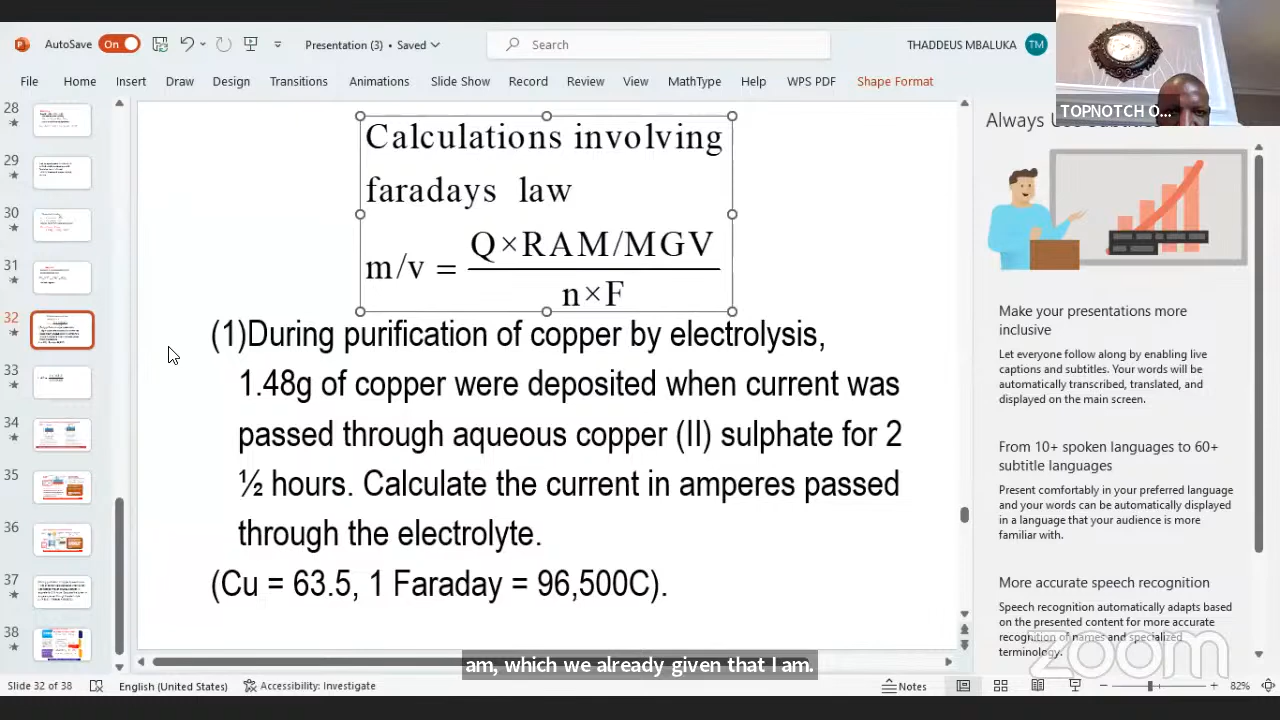 AutoSave On
Presentation (3) • Saved
Search
THADDEUS MBALUKA TM
File Home Insert Draw Design Transitions Animations Slide Show Record Review View MathType Help WPS PDF Shape Format
TOPNOTCH O...
28
29
30
31
32
33
34
35
36
37
38
Calculations involving
faradays law
m/v = Q×RAM/MGV
n×F
(1)During purification of copper by electrolysis,
1.48g of copper were deposited when current was
passed through aqueous copper (II) sulphate for 2
½ hours. Calculate the current in amperes passed
through the electrolyte.
(Cu = 63.5, 1 Faraday = 96,500C).
Always
Make your presentations more
inclusive
Let everyone follow along by enabling live
captions and subtitles. Your words will be
automatically transcribed, translated, and
displayed on the main screen.
From 10+ spoken languages to 60+
subtitle languages
Present comfortably in your preferred language
and your words can be automatically displayed
in a language that your audience is more
familiar with.
More accurate speech recognition
Speech recognition automatically adapts based
on the presented content for more accurate
recognition of names and specialized
terminology.
zoom
am, which we already given that I am.
Slide 32 of 38
English (United States)
Accessibility: Investigate
Notes
82%